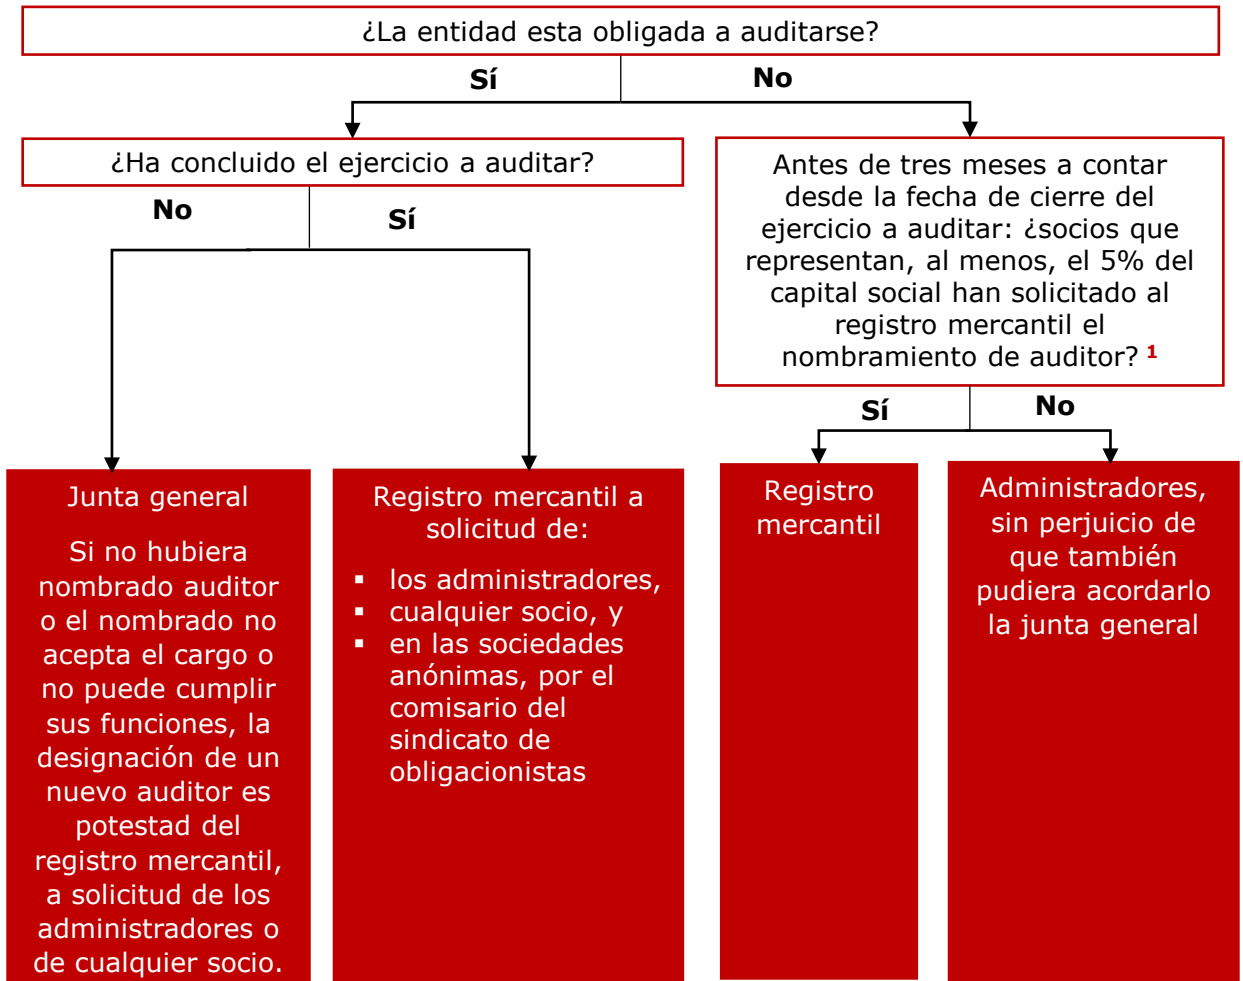 ¿La entidad esta obligada a auditarse?
Sí
No
¿Ha concluido el ejercicio a auditar?
No
Sí
Antes de tres meses a contar
desde la fecha de cierre del
ejercicio a auditar: ¿socios que
representan, al menos, el 5% del
capital social han solicitado al
registro mercantil el
nombramiento de auditor? 1
Sí
No
Junta general
Si no hubiera
nombrado auditor
o el nombrado no
acepta el cargo o
no puede cumplir
sus funciones, la
designación de un
nuevo auditor es
potestad del
registro mercantil,
a solicitud de los
administradores o
de cualquier socio.
Registro mercantil a
solicitud de:
▪ los administradores,
▪ cualquier socio, y
▪ en las sociedades
anónimas, por el
comisario del
sindicato de
obligacionistas
Registro
mercantil
Administradores,
sin perjuicio de
que también
pudiera acordarlo
la junta general